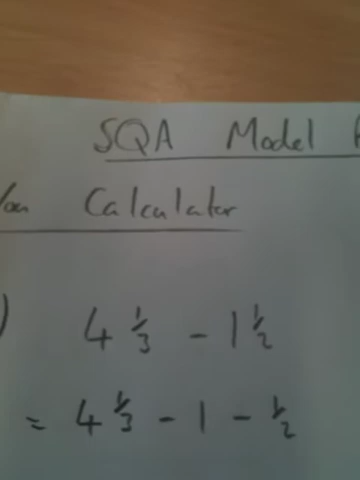 SQA Model
Calculator
) 4 1/3 - 1 1/2
= 4 1/3 - 1 - 1/2